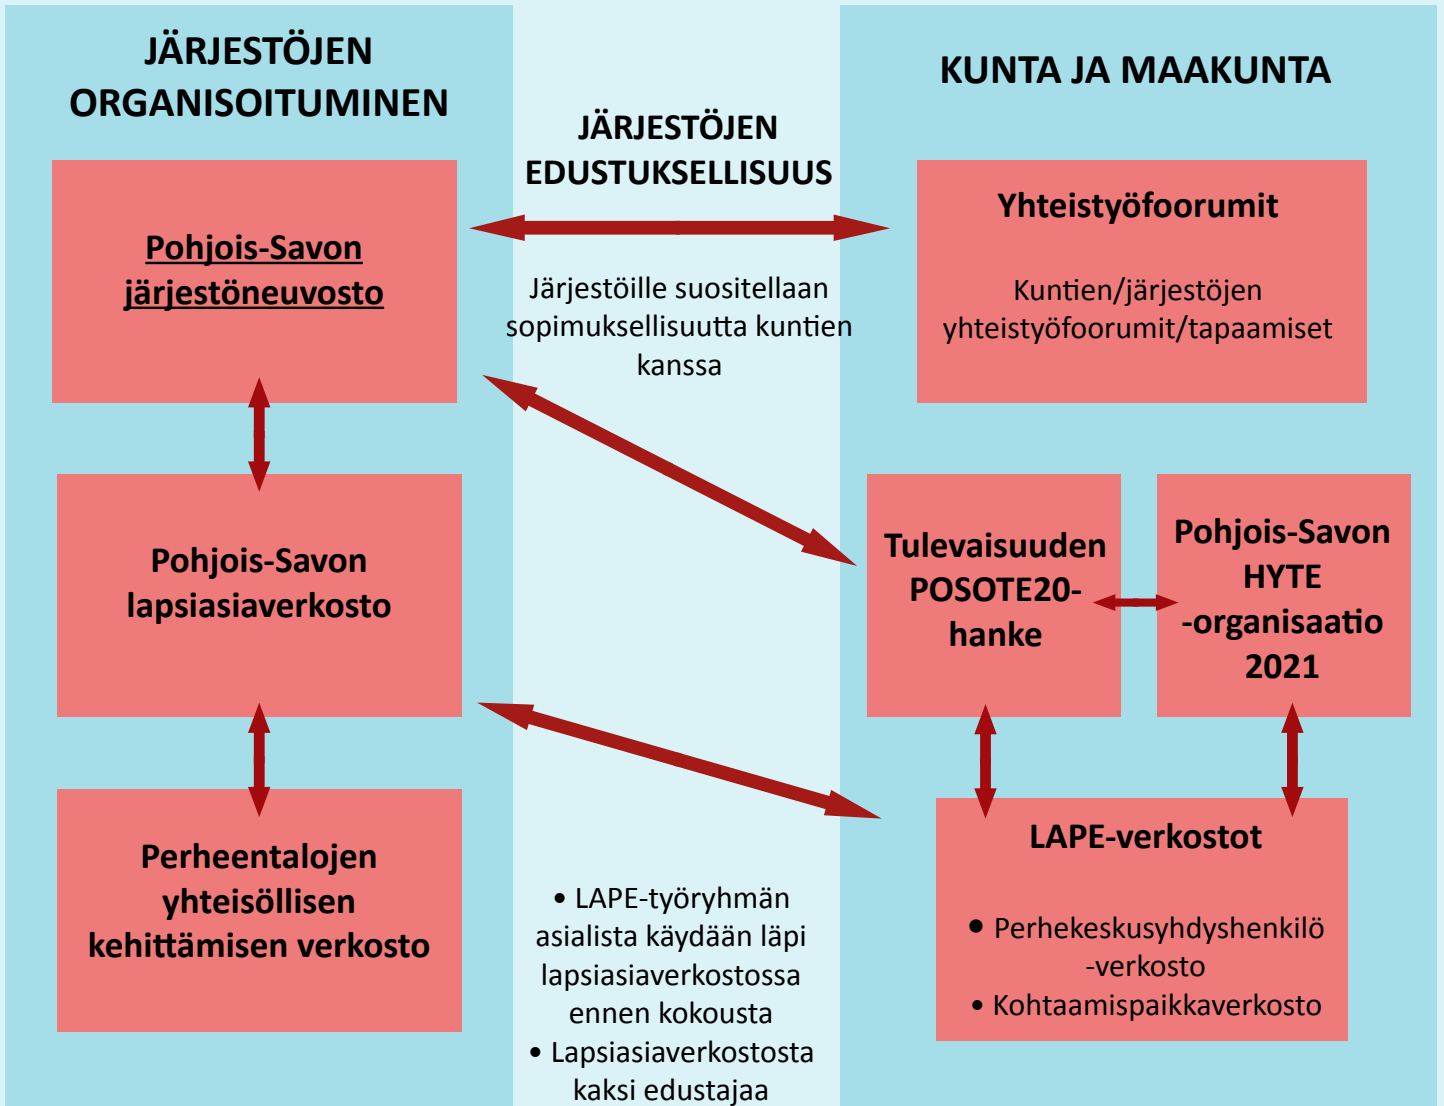 JÄRJESTÖJEN
ORGANISOITUMINEN
Pohjois-Savon
järjestöneuvosto
Pohjois-Savon
lapsiasiaverkosto
Perheentalojen
yhteisöllisen
kehittämisen verkosto
JÄRJESTÖJEN
EDUSTUKSELLISUUS
Järjestöille suositellaan
sopimuksellisuutta kuntien
kanssa
• LAPE-työryhmän
asialista käydään läpi
lapsiasiaverkostossa
ennen kokousta
• Lapsiasiaverkostosta
kaksi edustajaa
KUNTA JA MAAKUNTA
Yhteistyöfoorumit
Kuntien/järjestöjen
yhteistyöfoorumit/tapaamiset
Tulevaisuuden
POSOTE20-
hanke
Pohjois-Savon
HYTE
-organisaatio
2021
LAPE-verkostot
• Perhekeskusyhdyshenkilö
-verkosto
• Kohtaamispaikkaverkosto